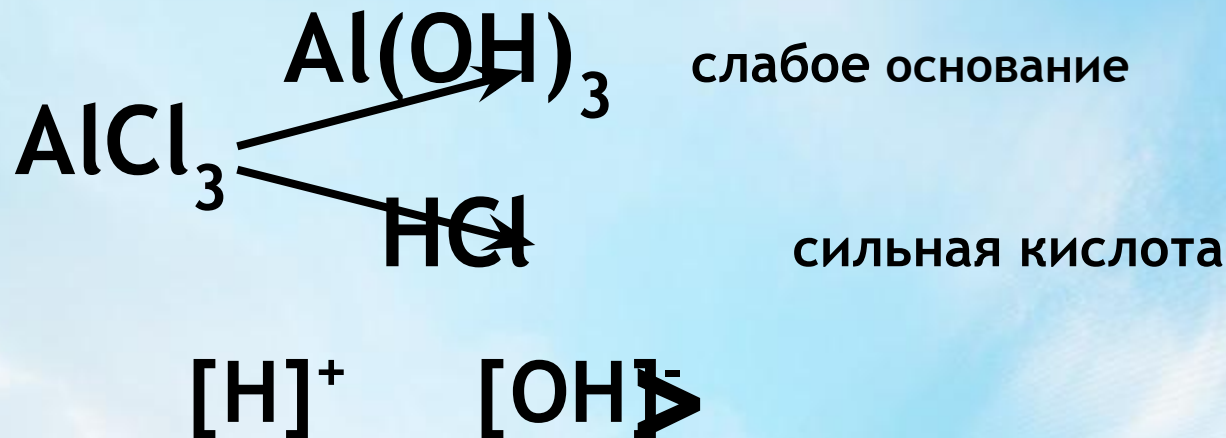 Al(OH)₃ слабое основание
AlCl₃
HCl сильная кислота
[H]⁺ [OH]⁻ >